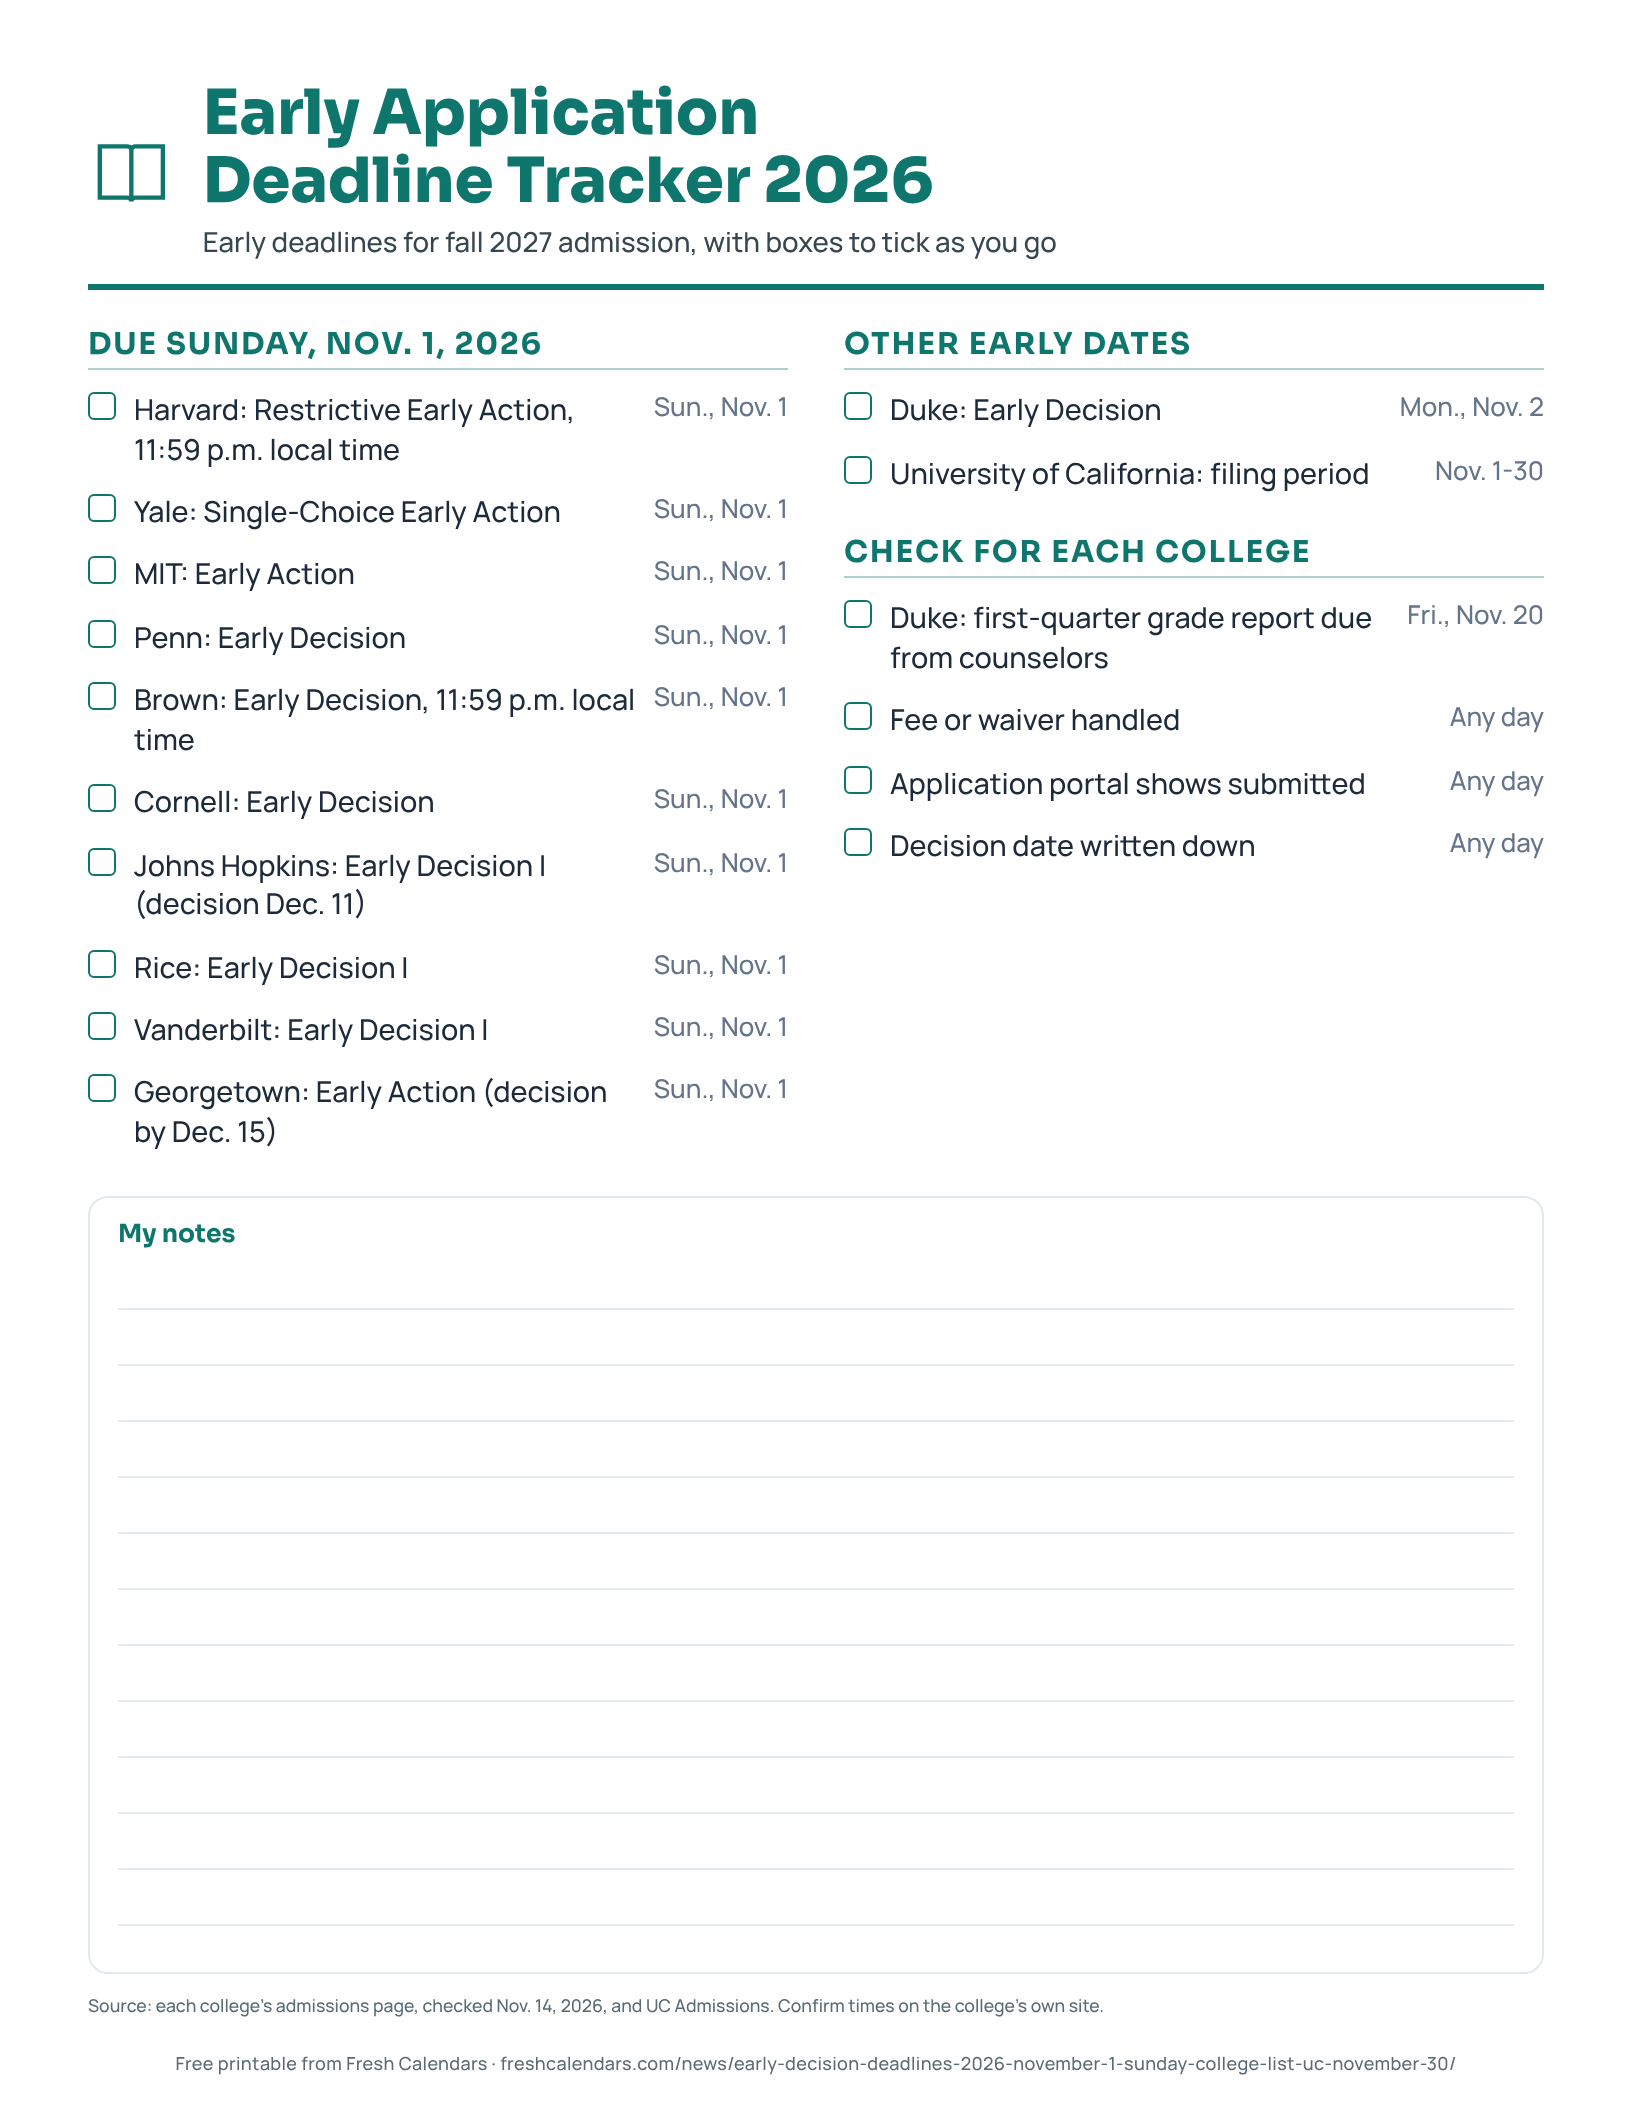 Early Application
Deadline Tracker 2026
Early deadlines for fall 2027 admission, with boxes to tick as you go
DUE SUNDAY, NOV. 1, 2026
Harvard: Restrictive Early Action, Sun., Nov. 1
11:59 p.m. local time
Yale: Single-Choice Early Action Sun., Nov. 1
MIT: Early Action Sun., Nov. 1
Penn: Early Decision Sun., Nov. 1
Brown: Early Decision, 11:59 p.m. local Sun., Nov. 1
time
Cornell: Early Decision Sun., Nov. 1
Johns Hopkins: Early Decision I Sun., Nov. 1
(decision Dec. 11)
Rice: Early Decision I Sun., Nov. 1
Vanderbilt: Early Decision I Sun., Nov. 1
Georgetown: Early Action (decision Sun., Nov. 1
by Dec. 15)
OTHER EARLY DATES
Duke: Early Decision Mon., Nov. 2
University of California: filing period Nov. 1-30
CHECK FOR EACH COLLEGE
Duke: first-quarter grade report due Fri., Nov. 20
from counselors
Fee or waiver handled Any day
Application portal shows submitted Any day
Decision date written down Any day
My notes
Source: each college's admissions page, checked Nov. 14, 2026, and UC Admissions. Confirm times on the college's own site.
Free printable from Fresh Calendars · freshcalendars.com/news/early-decision-deadlines-2026-november-1-sunday-college-list-uc-november-30/